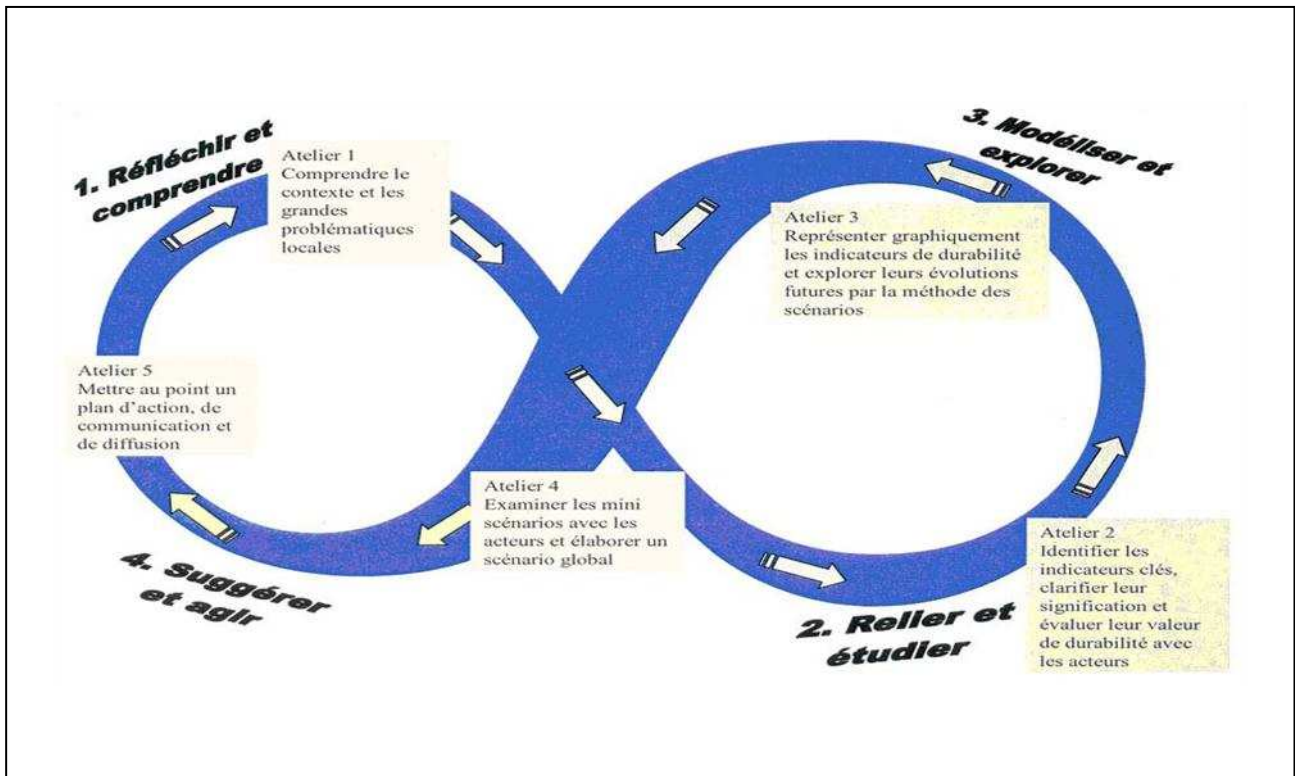 1. Réfléchir et
comprendre
Atelier 1
Comprendre le
contexte et les
grandes
problématiques
locales
3. Modéliser et
explorer
Atelier 3
Représenter graphiquement
les indicateurs de durabilité
et explorer leurs évolutions
futures par la méthode des
scénarios
Atelier 5
Mettre au point un
plan d'action, de
communication et
de diffusion
Atelier 4
Examiner les mini
scénarios avec les
acteurs et élaborer un
scénario global
4. Suggérer
et agir
2. Relier et
étudier
Atelier 2
Identifier les
indicateurs clés,
clarifier leur
signification et
évaluer leur valeur
de durabilité avec
les acteurs